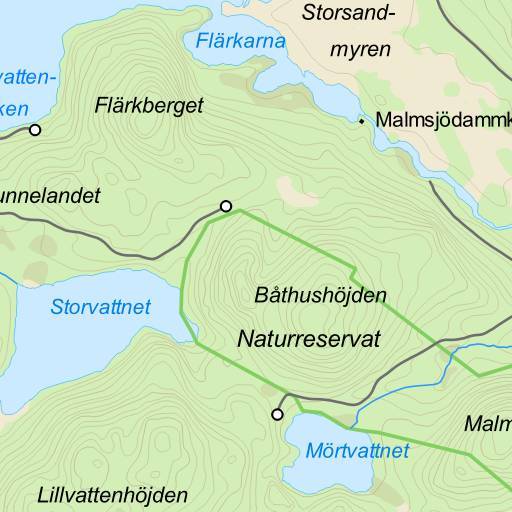 Storsand-
myren
Flärkarna
vatten-
ken
Flärkberget
Malmsjödammk
unnelandet
Storvattnet
Båthushöjden
Naturreservat
Malm
Mörtvattnet
Lillvattenhöjden